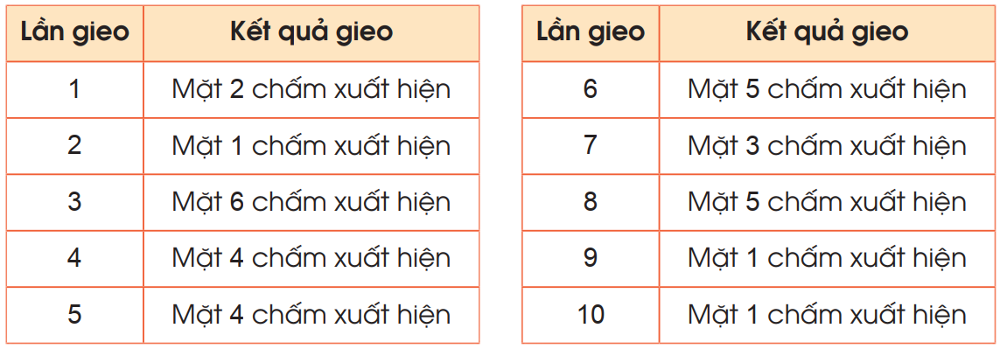 Lần gieo Kết quả gieo
1 Mặt 2 chấm xuất hiện
2 Mặt 1 chấm xuất hiện
3 Mặt 6 chấm xuất hiện
4 Mặt 4 chấm xuất hiện
5 Mặt 4 chấm xuất hiện
Lần gieo Kết quả gieo
6 Mặt 5 chấm xuất hiện
7 Mặt 3 chấm xuất hiện
8 Mặt 5 chấm xuất hiện
9 Mặt 1 chấm xuất hiện
10 Mặt 1 chấm xuất hiện